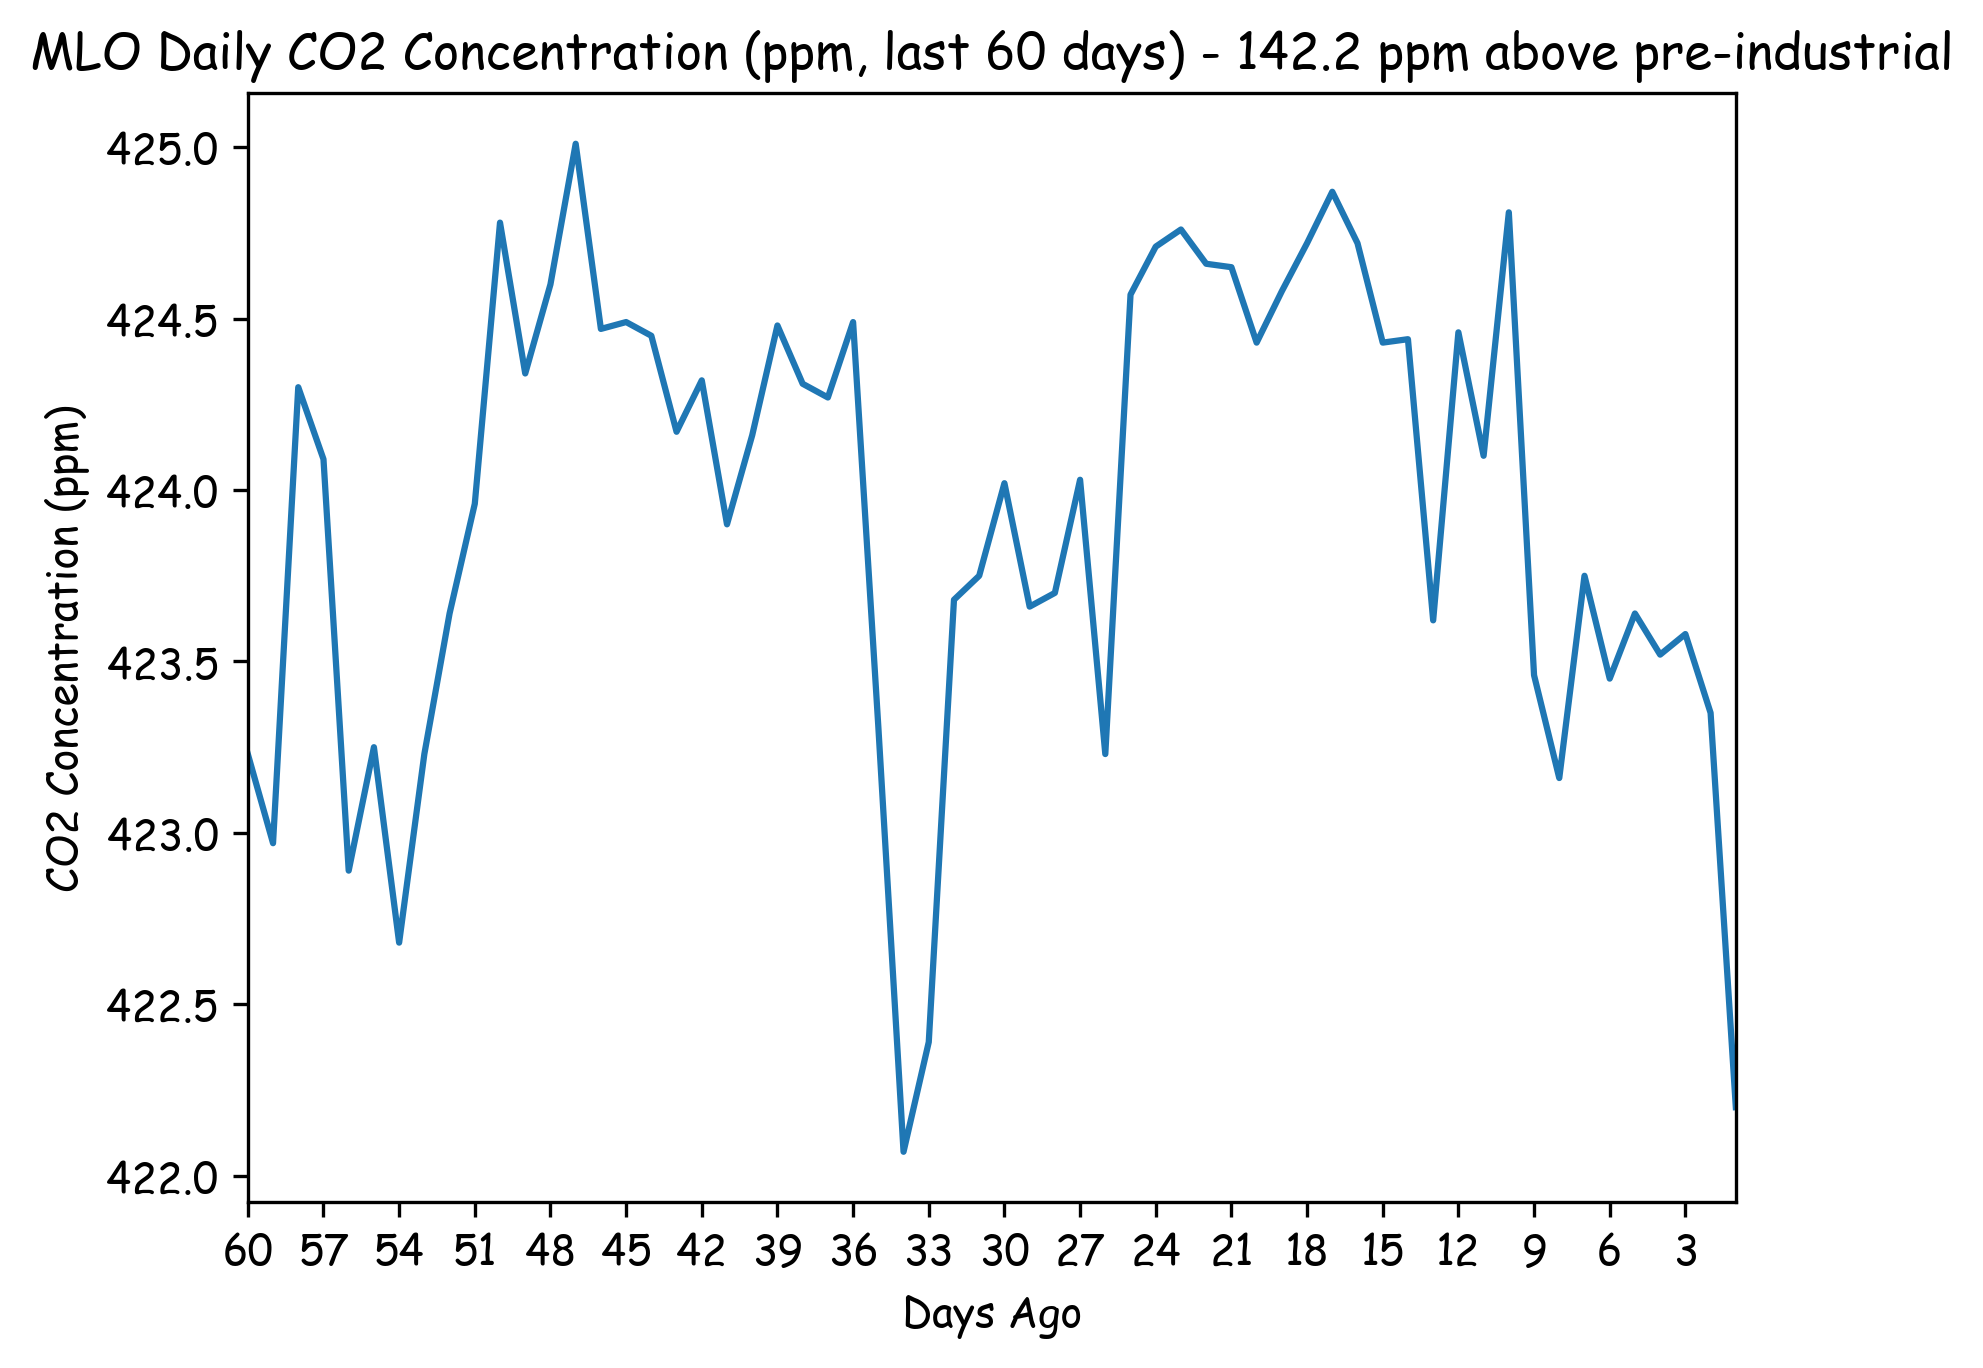 MLO Daily CO2 Concentration (ppm, last 60 days) - 142.2 ppm above pre-industrial
CO2 Concentration (ppm)
425.0
424.5
424.0
423.5
423.0
422.5
422.0
60 57 54 51 48 45 42 39 36 33 30 27 24 21 18 15 12 9 6 3
Days Ago